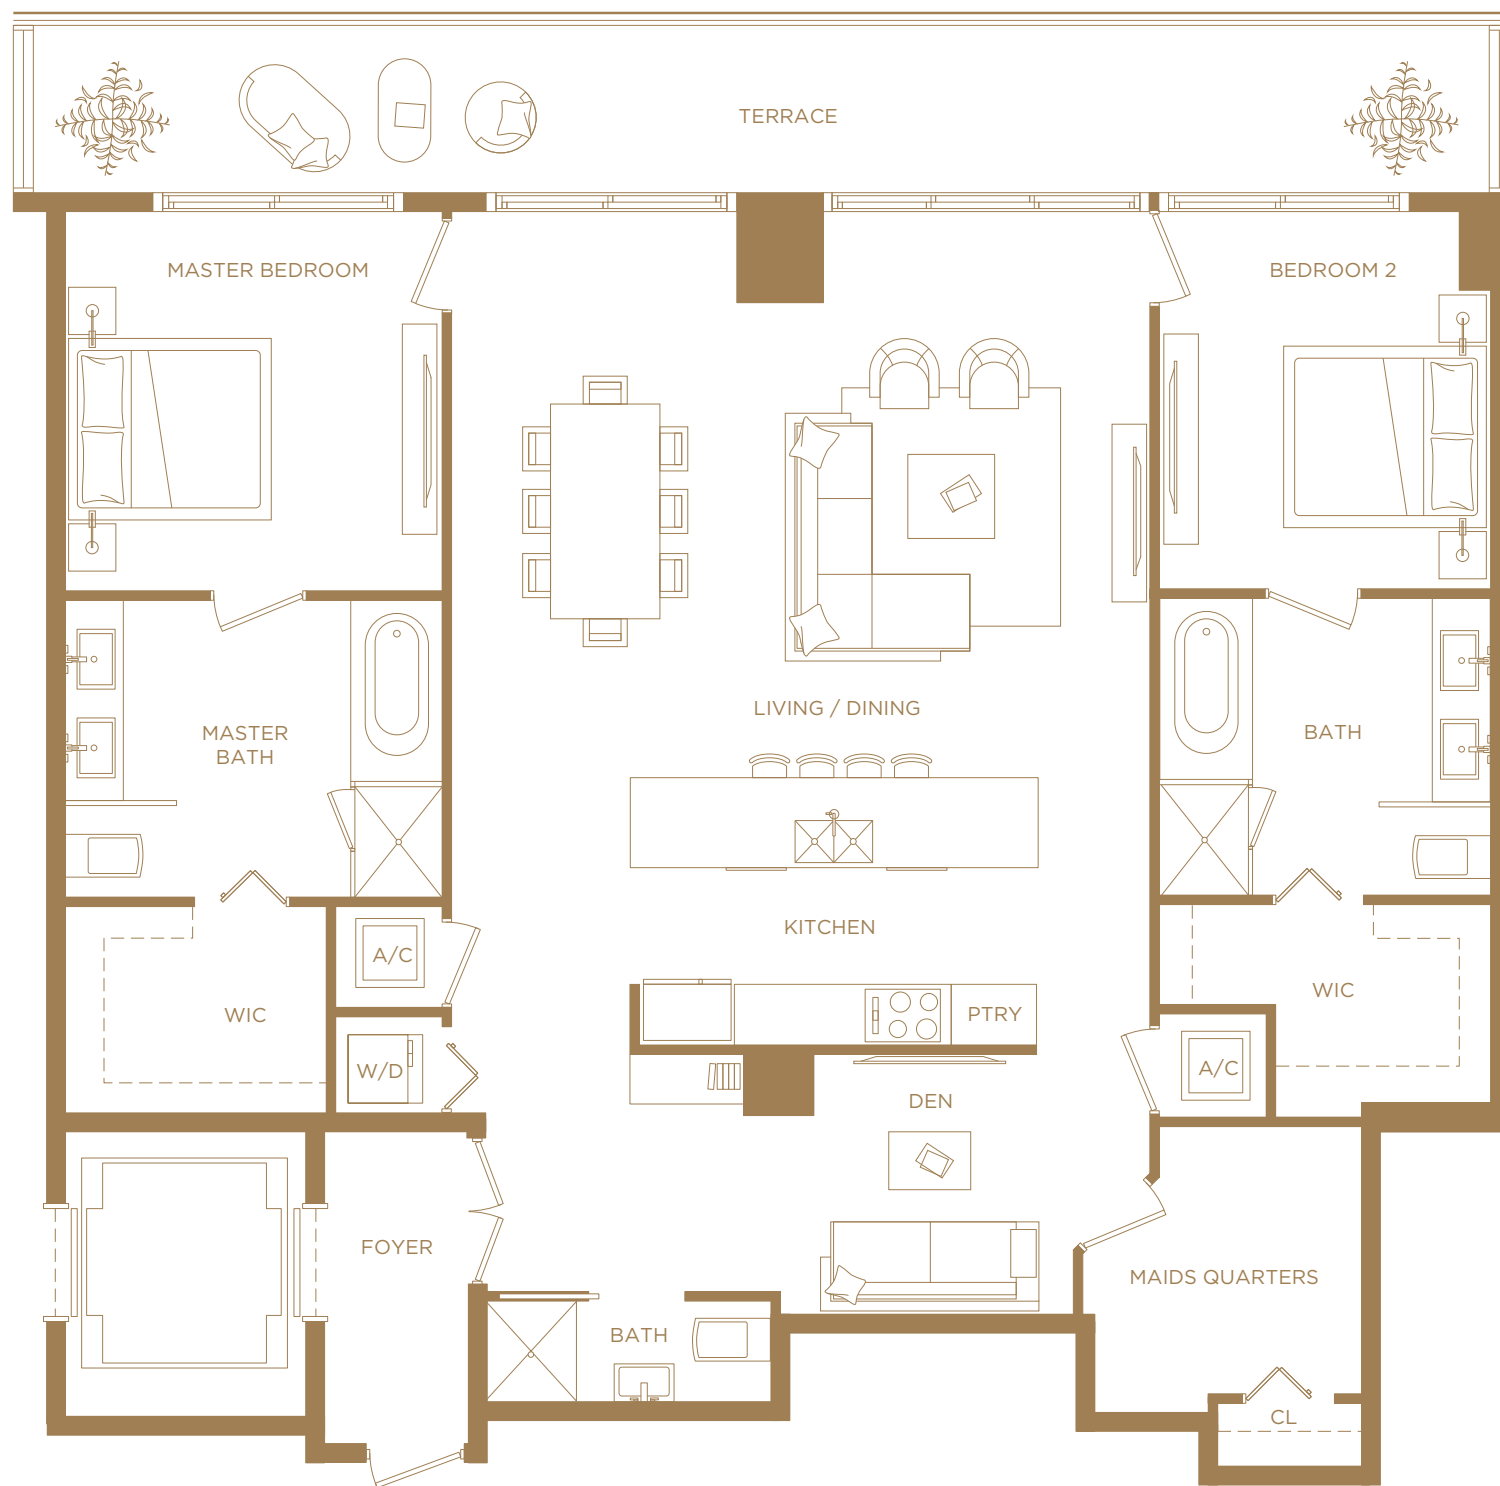 TERRACE
MASTER BEDROOM
BEDROOM 2
LIVING / DINING
MASTER
BATH
BATH
KITCHEN
A/C
WIC
WIC
PTRY
W/D
A/C
DEN
FOYER
MAIDS QUARTERS
BATH
CL